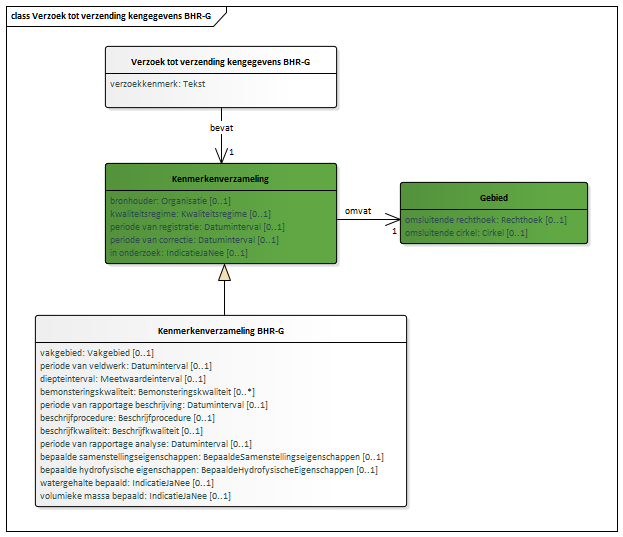 class Verzoek tot verzending kengegevens BHR-G
Verzoek tot verzending kengegevens BHR-G
verzoekkenmerk: Tekst
bevat
1
Kenmerkenverzameling
bronhouder: Organisatie [0..1]
kwaliteitsregime: Kwaliteitsregime [0..1]
periode van registratie: Datuminterval [0..1]
periode van correctie: Datuminterval [0..1]
in onderzoek: IndicatieJaNee [0..1]
omvat
1
Gebied
omsluitende rechthoek: Rechthoek [0..1]
omsluitende cirkel: Cirkel [0..1]
Kenmerkenverzameling BHR-G
vakgebied: Vakgebied [0..1]
periode van veldwerk: Datuminterval [0..1]
diepteinterval: Meetwaardeinterval [0..1]
bemonsteringskwaliteit: Bemonsteringskwaliteit [0..*]
periode van rapportage beschrijving: Datuminterval [0..1]
beschrijfprocedure: Beschrijfprocedure [0..1]
beschrijfkwaliteit: Beschrijfkwaliteit [0..1]
periode van rapportage analyse: Datuminterval [0..1]
bepaalde samenstellingseigenschappen: BepaaldeSamenstellingseigenschappen [0..1]
bepaalde hydrofysische eigenschappen: BepaaldeHydrofysischeEigenschappen [0..1]
watergehalte bepaald: IndicatieJaNee [0..1]
volumieke massa bepaald: IndicatieJaNee [0..1]